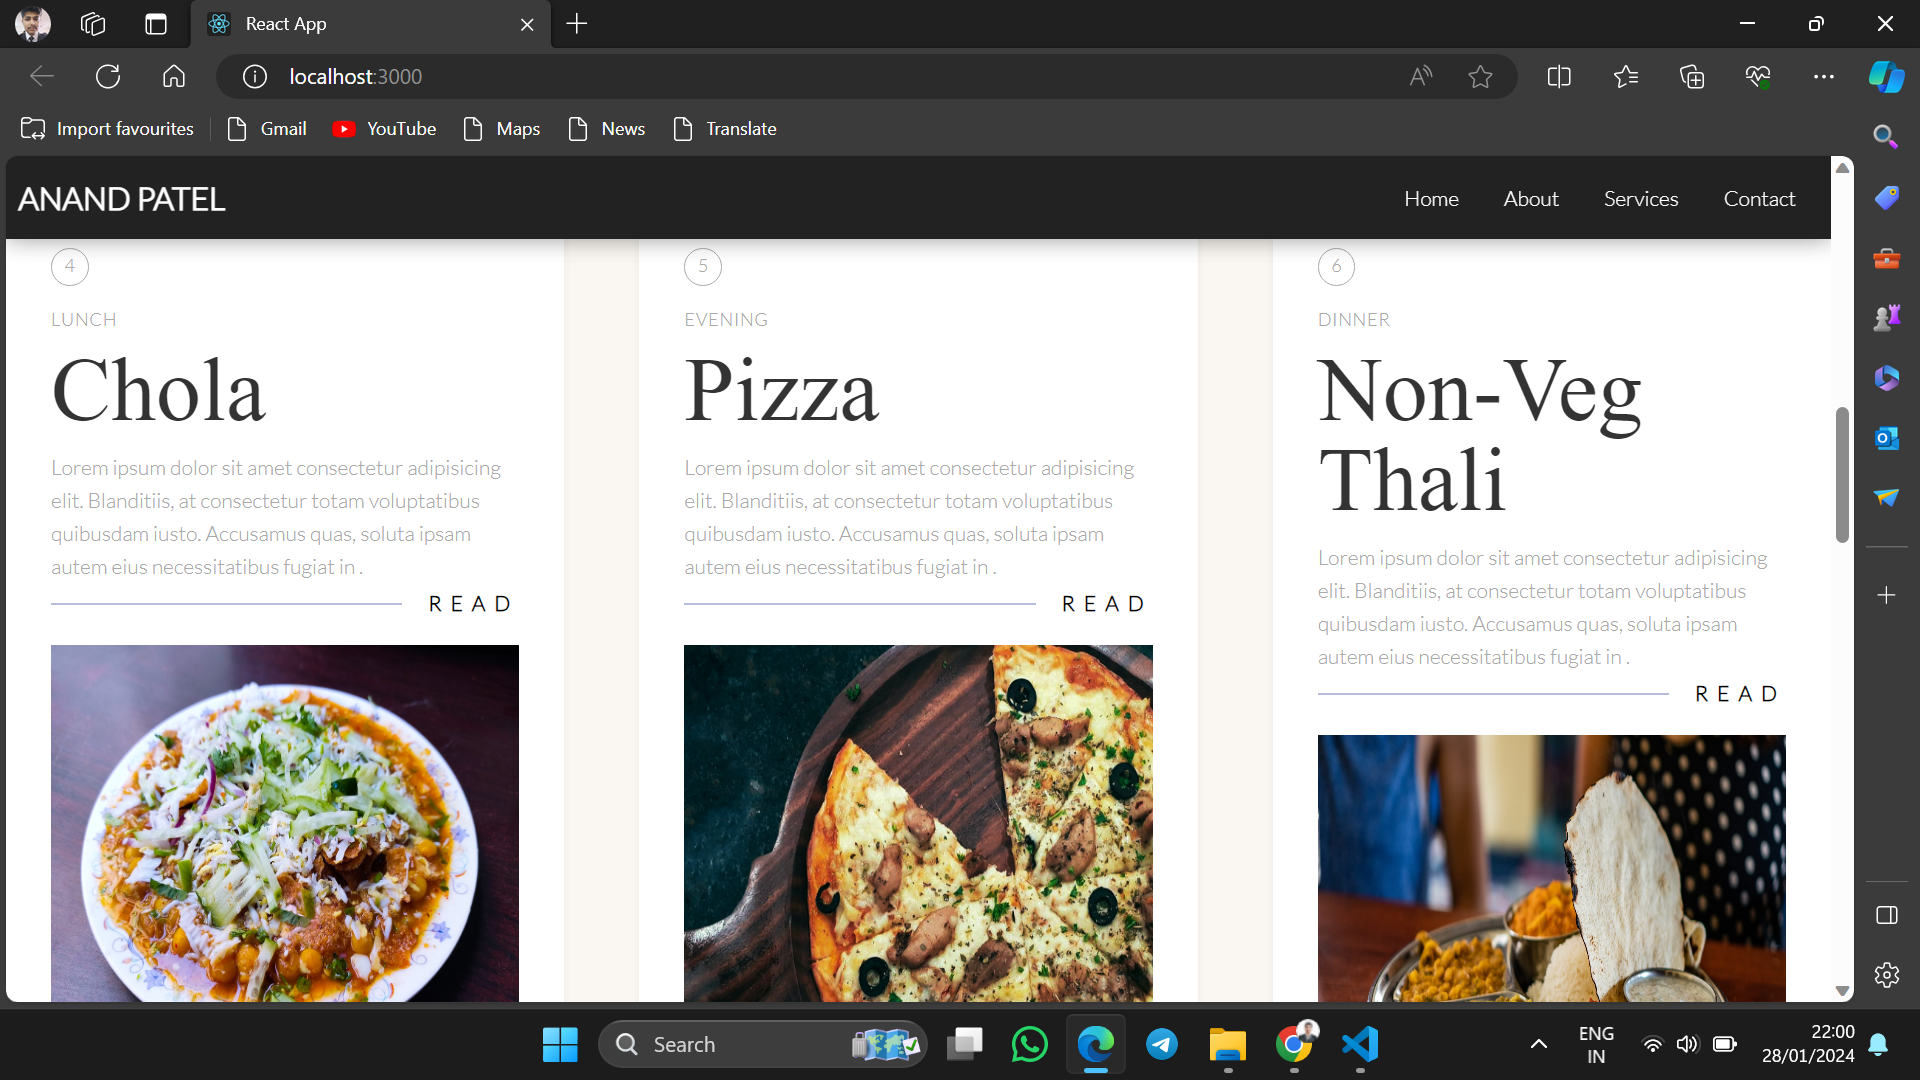 React App
localhost:3000
Import favourites
Gmail
YouTube
Maps
News
Translate
ANAND PATEL
Home
About
Services
Contact
4
LUNCH
Chola
Lorem ipsum dolor sit amet consectetur adipisicing
elit. Blanditiis, at consectetur totam voluptatibus
quibusdam iusto. Accusamus quas, soluta ipsam
autem eius necessitatibus fugiat in .
READ
5
EVENING
Pizza
Lorem ipsum dolor sit amet consectetur adipisicing
elit. Blanditiis, at consectetur totam voluptatibus
quibusdam iusto. Accusamus quas, soluta ipsam
autem eius necessitatibus fugiat in .
READ
6
DINNER
Non-Veg
Thali
Lorem ipsum dolor sit amet consectetur adipisicing
elit. Blanditiis, at consectetur totam voluptatibus
quibusdam iusto. Accusamus quas, soluta ipsam
autem eius necessitatibus fugiat in .
READ
Search
ENG
IN
22:00
28/01/2024